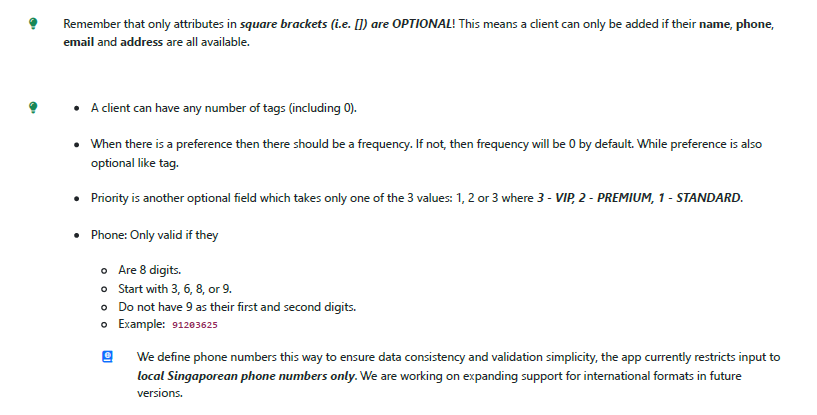 Remember that only attributes in square brackets (i.e. []) are OPTIONAL! This means a client can only be added if their name, phone,
email and address are all available.
A client can have any number of tags (including 0).
When there is a preference then there should be a frequency. If not, then frequency will be 0 by default. While preference is also
optional like tag.
Priority is another optional field which takes only one of the 3 values: 1, 2 or 3 where 3 - VIP, 2 - PREMIUM, 1 - STANDARD.
Phone: Only valid if they
Are 8 digits.
Start with 3, 6, 8, or 9.
Do not have 9 as their first and second digits.
Example: 91203625
We define phone numbers this way to ensure data consistency and validation simplicity, the app currently restricts input to
local Singaporean phone numbers only. We are working on expanding support for international formats in future
versions.